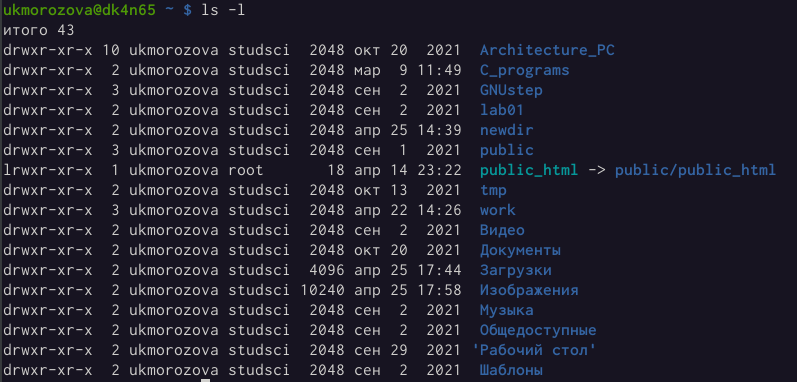 ukmorozova@dk4n65 ~ $ ls -l
итого 43
drwxr-xr-x 10 ukmorozova studsci  2048 окт 20  2021  Architecture_PC
drwxr-xr-x  2 ukmorozova studsci  2048 мар  9 11:49  C_programs
drwxr-xr-x  3 ukmorozova studsci  2048 сен  2  2021  GNUstep
drwxr-xr-x  2 ukmorozova studsci  2048 сен  2  2021  lab01
drwxr-xr-x  2 ukmorozova studsci  2048 апр 25 14:39  newdir
drwxr-xr-x  3 ukmorozova studsci  2048 сен  1  2021  public
lrwxr-xr-x  1 ukmorozova root       18 апр 14 23:22  public_html -> public/public_html
drwxr-xr-x  2 ukmorozova studsci  2048 окт 13  2021  tmp
drwxr-xr-x  3 ukmorozova studsci  2048 апр 22 14:26  work
drwxr-xr-x  2 ukmorozova studsci  2048 сен  2  2021  Видео
drwxr-xr-x  2 ukmorozova studsci  2048 окт 20  2021  Документы
drwxr-xr-x  2 ukmorozova studsci  4096 апр 25 17:44  Загрузки
drwxr-xr-x  2 ukmorozova studsci 10240 апр 25 17:58  Изображения
drwxr-xr-x  2 ukmorozova studsci  2048 сен  2  2021  Музыка
drwxr-xr-x  2 ukmorozova studsci  2048 сен  2  2021  Общедоступные
drwxr-xr-x  2 ukmorozova studsci  2048 сен 29  2021 'Рабочий стол'
drwxr-xr-x  2 ukmorozova studsci  2048 сен  2  2021  Шаблоны